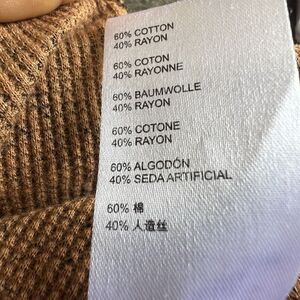 60% COTTON
40% RAYON
60% COTON
40% RAYONNE
60% BAUMWOLLE
40% RAYON
60% COTONE
40% RAYON
60% ALGODÓN
40% SEDA ARTIFICIAL
60% 棉
40% 人造丝